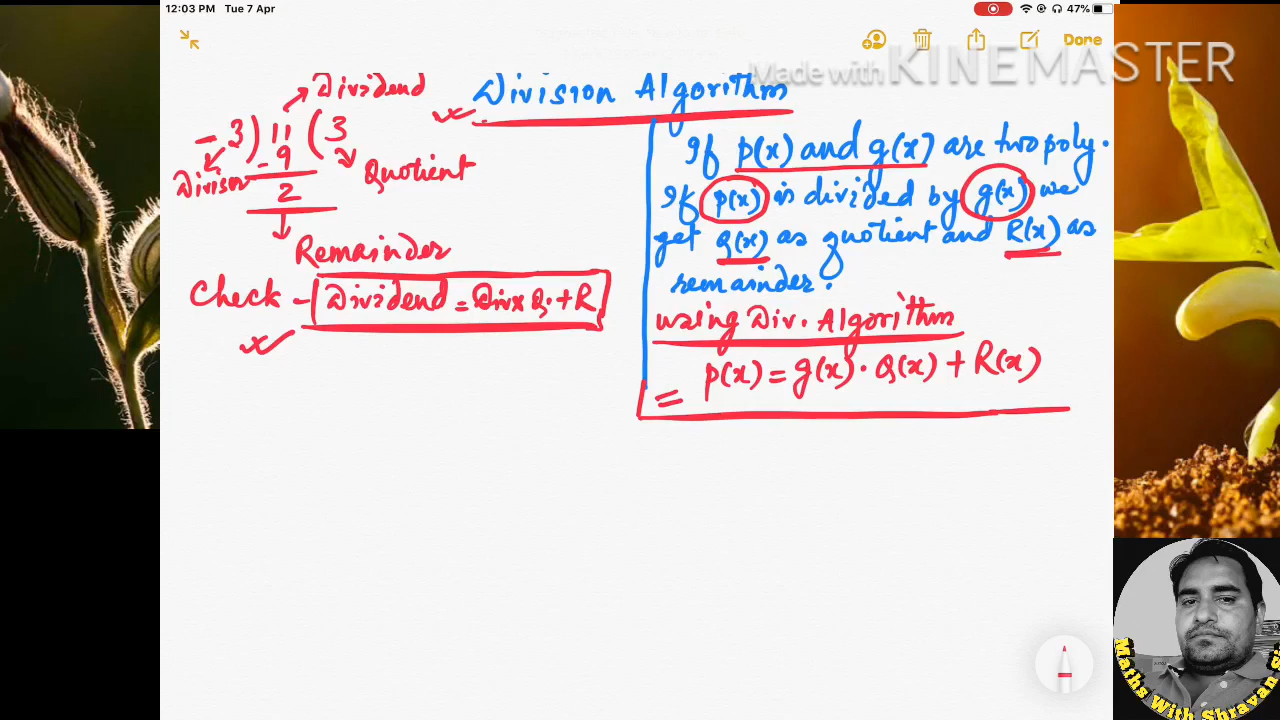 12:03 PM Tue 7 Apr
47%
Done
Made with KINEMASTER
Division Algorithm
Dividend
- 3) 11 (3
- 9
Divisor
Quotient
2
Remainder
Check - Dividend = Div x Q. + R
If p(x) and g(x) are two poly.
If p(x) is divided by g(x) we
get Q(x) as quotient and R(x) as
remainder.
using Div. Algorithm
= p(x) = g(x) · Q(x) + R(x)
Maths With Shravan S